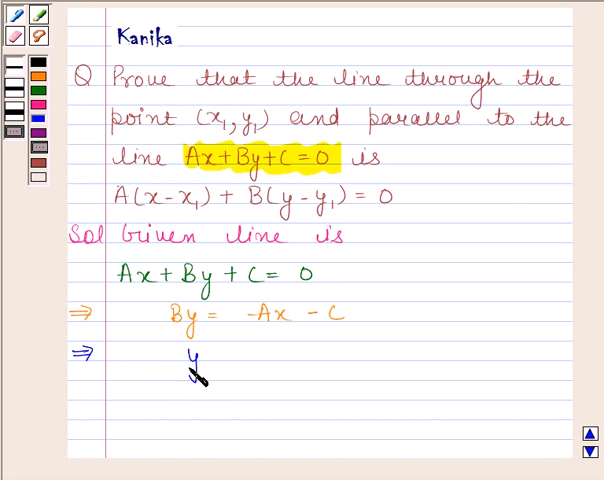 Kanika
Q Prove that the line through the
point (x₁, y₁) and parallel to the
line Ax+By+C=0 is
A(x-x₁) + B(y-y₁) = 0
Sol Given line is
Ax + By + C = 0
⇒ By = -Ax - C
⇒ y